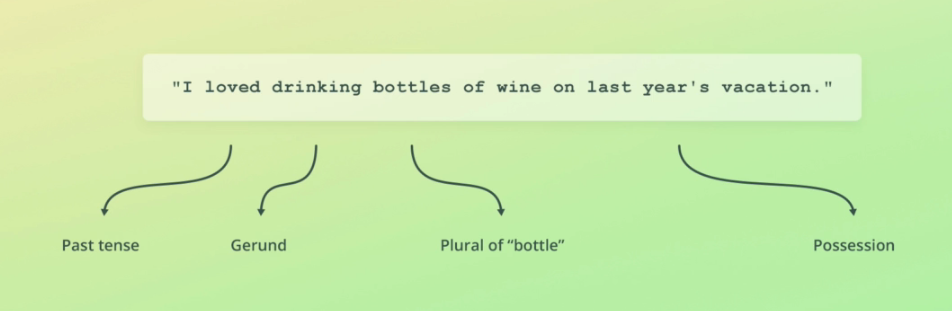 "I loved drinking bottles of wine on last year's vacation."
Past tense
Gerund
Plural of “bottle”
Possession